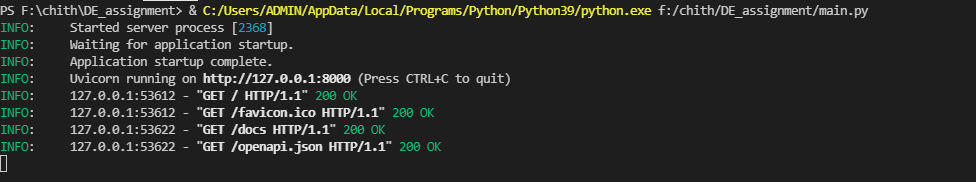 PS F:\chith\DE_assignment> & C:/Users/ADMIN/AppData/Local/Programs/Python/Python39/python.exe f:/chith/DE_assignment/main.py
INFO:     Started server process [2368]
INFO:     Waiting for application startup.
INFO:     Application startup complete.
INFO:     Uvicorn running on http://127.0.0.1:8000 (Press CTRL+C to quit)
INFO:     127.0.0.1:53612 - "GET / HTTP/1.1" 200 OK
INFO:     127.0.0.1:53612 - "GET /favicon.ico HTTP/1.1" 200 OK
INFO:     127.0.0.1:53622 - "GET /docs HTTP/1.1" 200 OK
INFO:     127.0.0.1:53622 - "GET /openapi.json HTTP/1.1" 200 OK